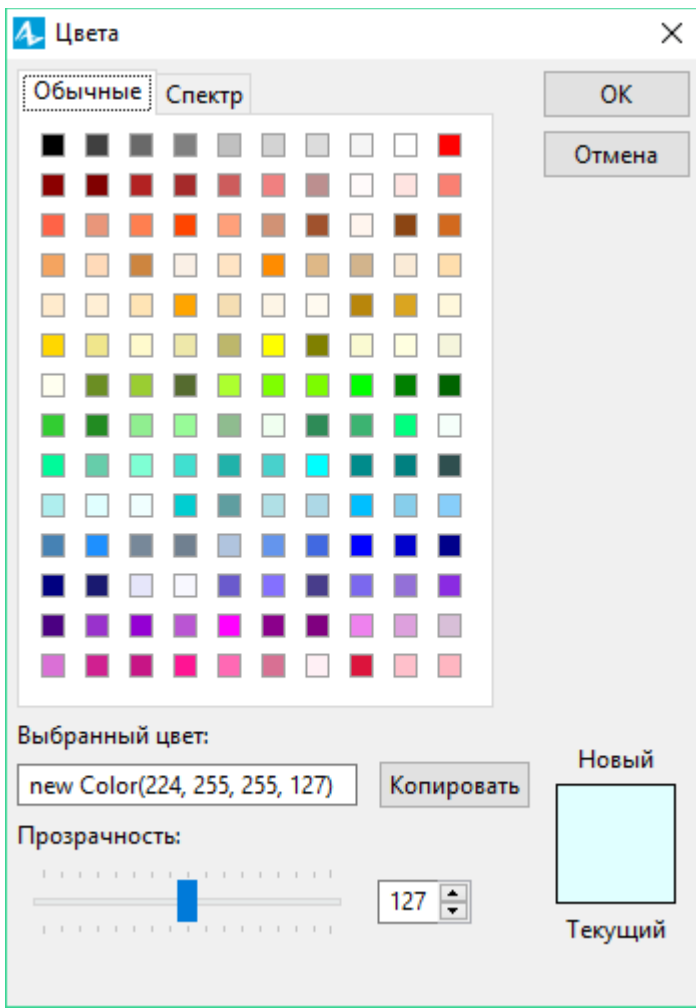 Цвета
Обычные Спектр
OK
Отмена
Выбранный цвет:
new Color(224, 255, 255, 127)
Копировать
Новый
Прозрачность:
127
Текущий